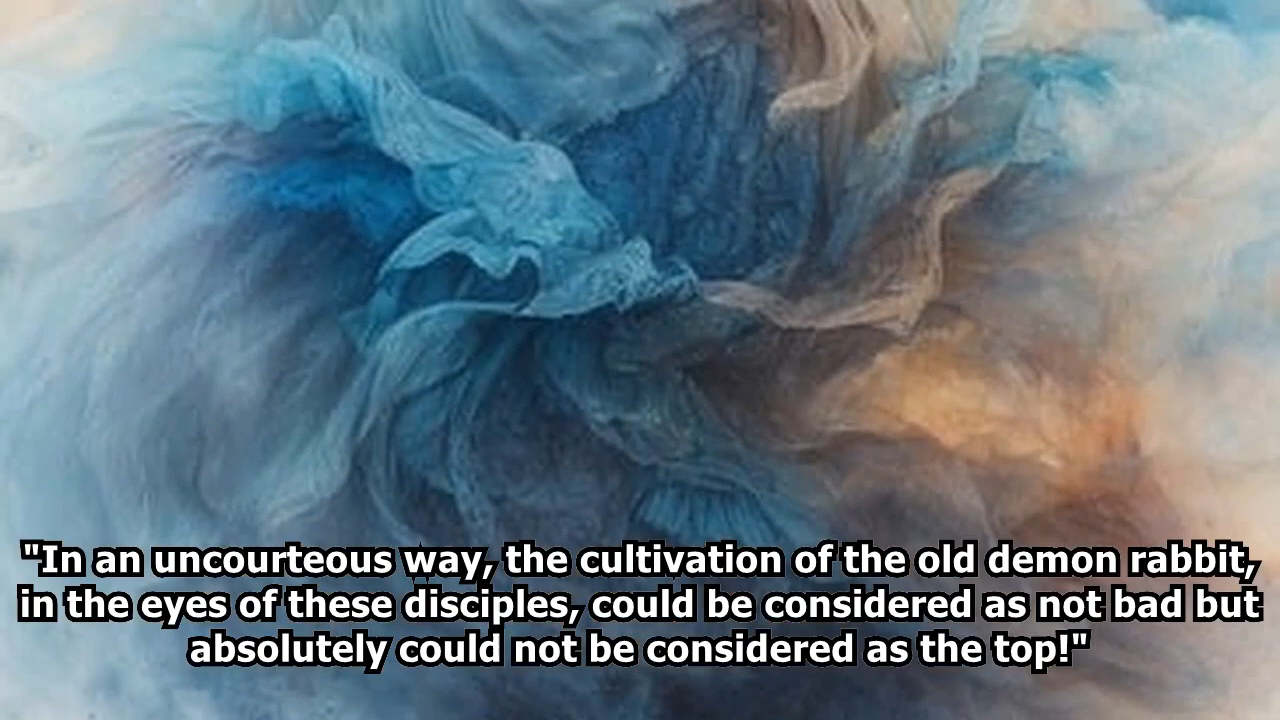 "In an uncourteous way, the cultivation of the old demon rabbit,
in the eyes of these disciples, could be considered as not bad but
absolutely could not be considered as the top!"